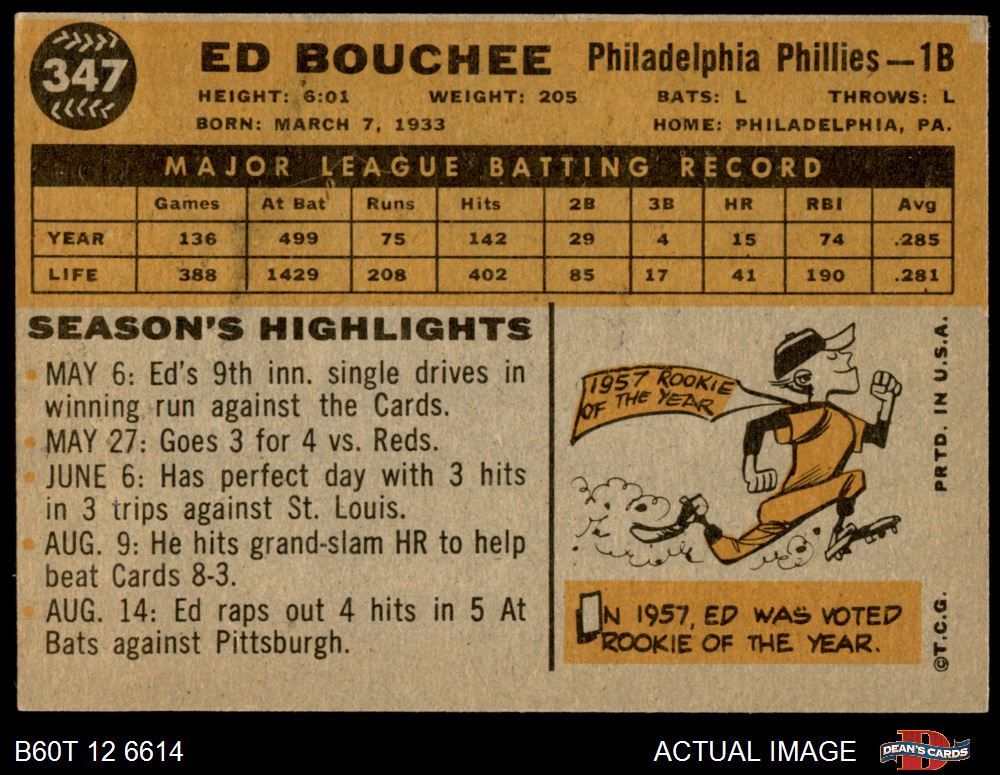 347
ED BOUCHEE Philadelphia Phillies—1B
HEIGHT: 6:01 WEIGHT: 205 BATS: L THROWS: L
BORN: MARCH 7, 1933 HOME: PHILADELPHIA, PA.
MAJOR LEAGUE BATTING RECORD
Games At Bat Runs Hits 2B 3B HR RBI Avg
YEAR 136 499 75 142 29 4 15 74 .285
LIFE 388 1429 208 402 85 17 41 190 .281
SEASON'S HIGHLIGHTS
• MAY 6: Ed's 9th inn. single drives in
winning run against the Cards.
• MAY 27: Goes 3 for 4 vs. Reds.
• JUNE 6: Has perfect day with 3 hits
in 3 trips against St. Louis.
• AUG. 9: He hits grand-slam HR to help
beat Cards 8-3.
• AUG. 14: Ed raps out 4 hits in 5 At
Bats against Pittsburgh.
1957 ROOKIE
OF THE YEAR
IN 1957, ED WAS VOTED
ROOKIE OF THE YEAR.
©T.C.G. PRTD. IN U.S.A.
B60T 12 6614 ACTUAL IMAGE DEAN'S CARDS